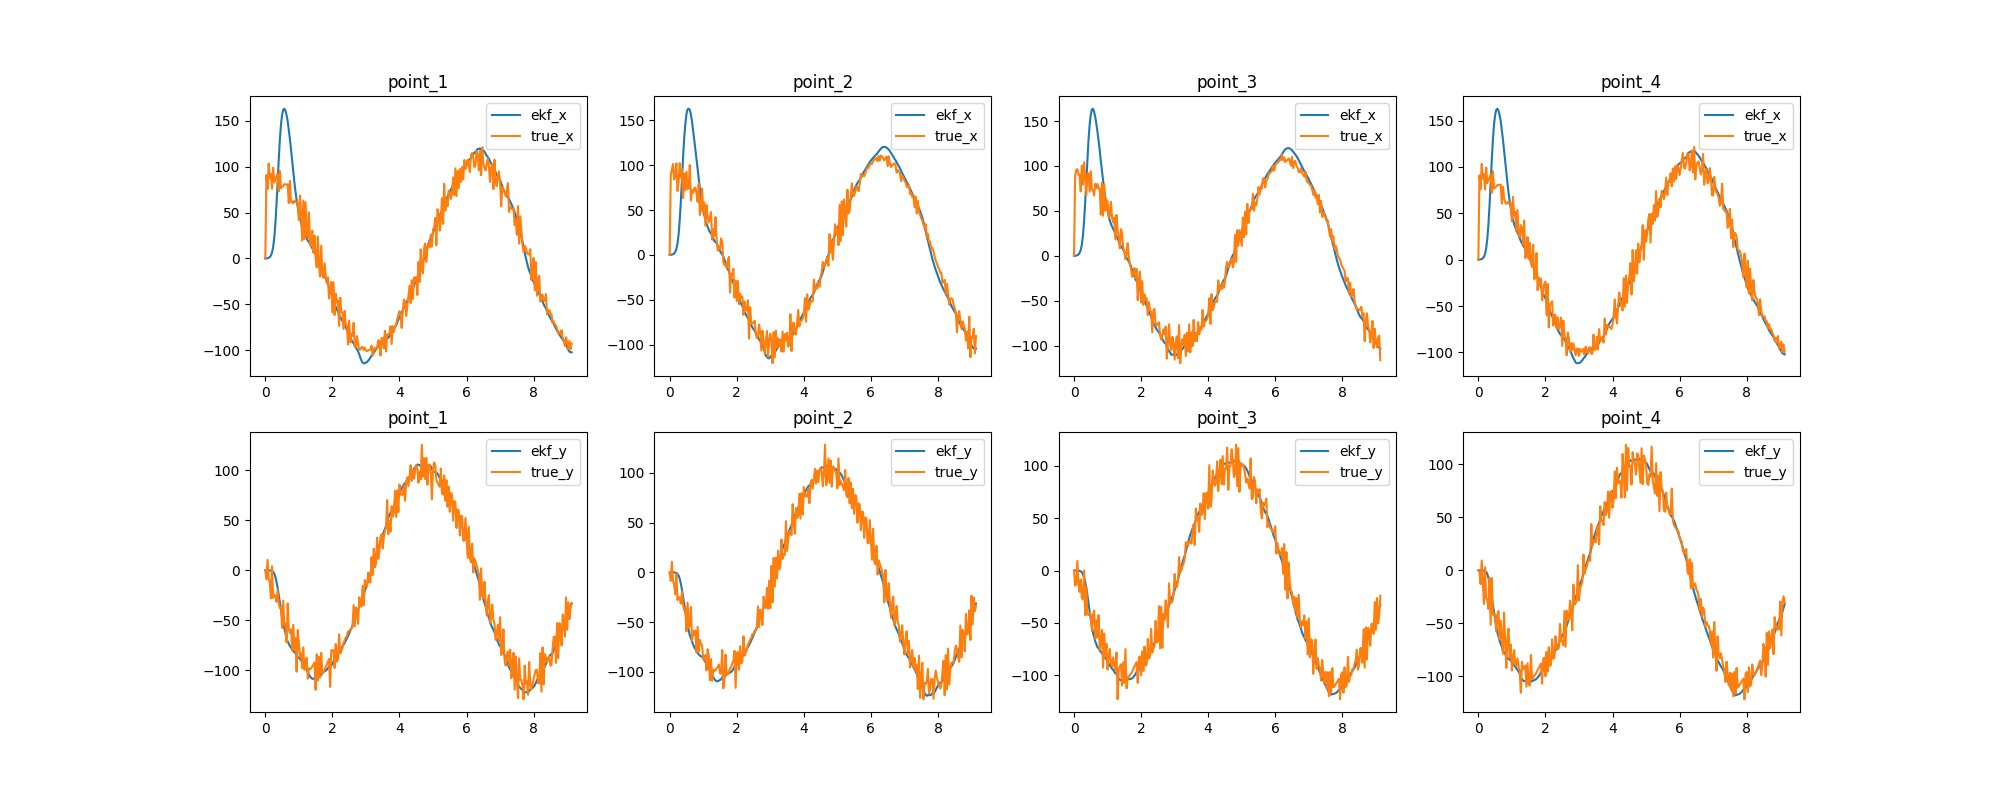 point_1 point_2 point_3 point_4
ekf_x ekf_x ekf_x ekf_x
true_x true_x true_x true_x
150 150 150 150
100 100 100 100
50 50 50 50
0 0 0 0
−50 −50 −50 −50
−100 −100 −100 −100
0 2 4 6 8 0 2 4 6 8 0 2 4 6 8 0 2 4 6 8
point_1 point_2 point_3 point_4
ekf_y ekf_y ekf_y ekf_y
true_y true_y true_y true_y
100 100 100 100
50 50 50 50
0 0 0 0
−50 −50 −50 −50
−100 −100 −100 −100
0 2 4 6 8 0 2 4 6 8 0 2 4 6 8 0 2 4 6 8